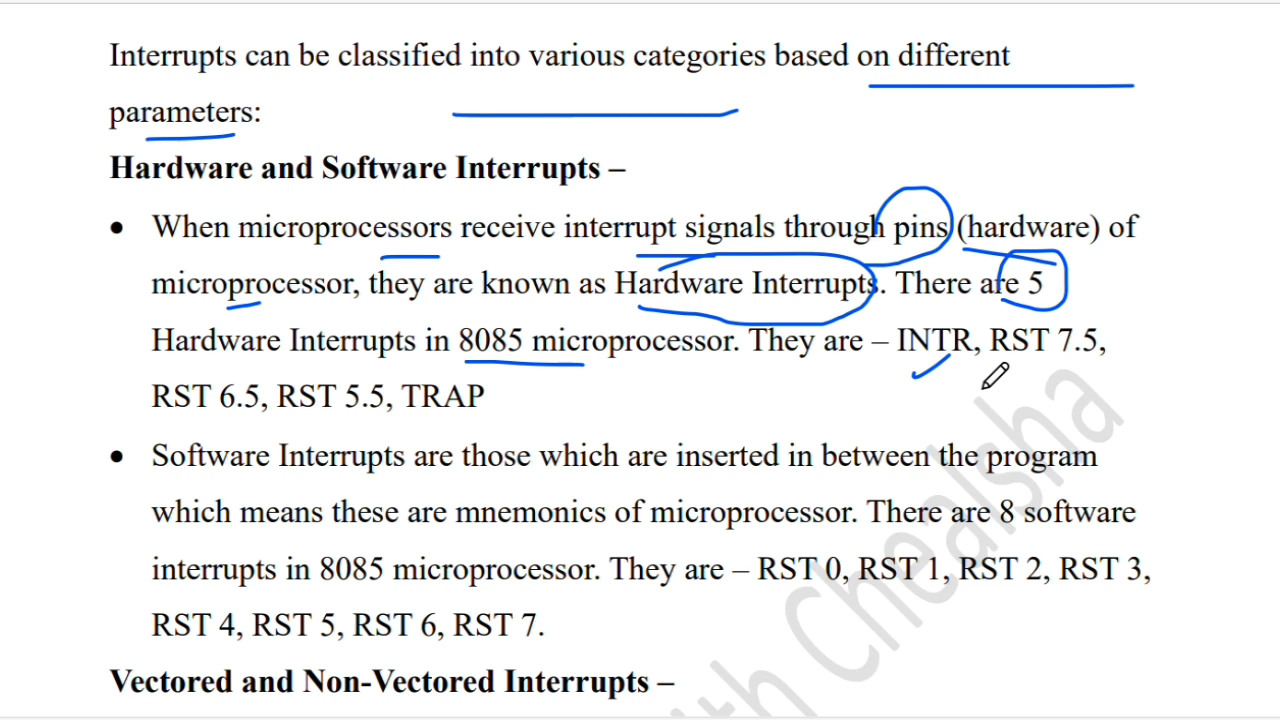 Interrupts can be classified into various categories based on different
parameters:
Hardware and Software Interrupts –
• When microprocessors receive interrupt signals through pins (hardware) of
microprocessor, they are known as Hardware Interrupts. There are 5
Hardware Interrupts in 8085 microprocessor. They are – INTR, RST 7.5,
RST 6.5, RST 5.5, TRAP
• Software Interrupts are those which are inserted in between the program
which means these are mnemonics of microprocessor. There are 8 software
interrupts in 8085 microprocessor. They are – RST 0, RST 1, RST 2, RST 3,
RST 4, RST 5, RST 6, RST 7.
Vectored and Non-Vectored Interrupts –
Chealsha